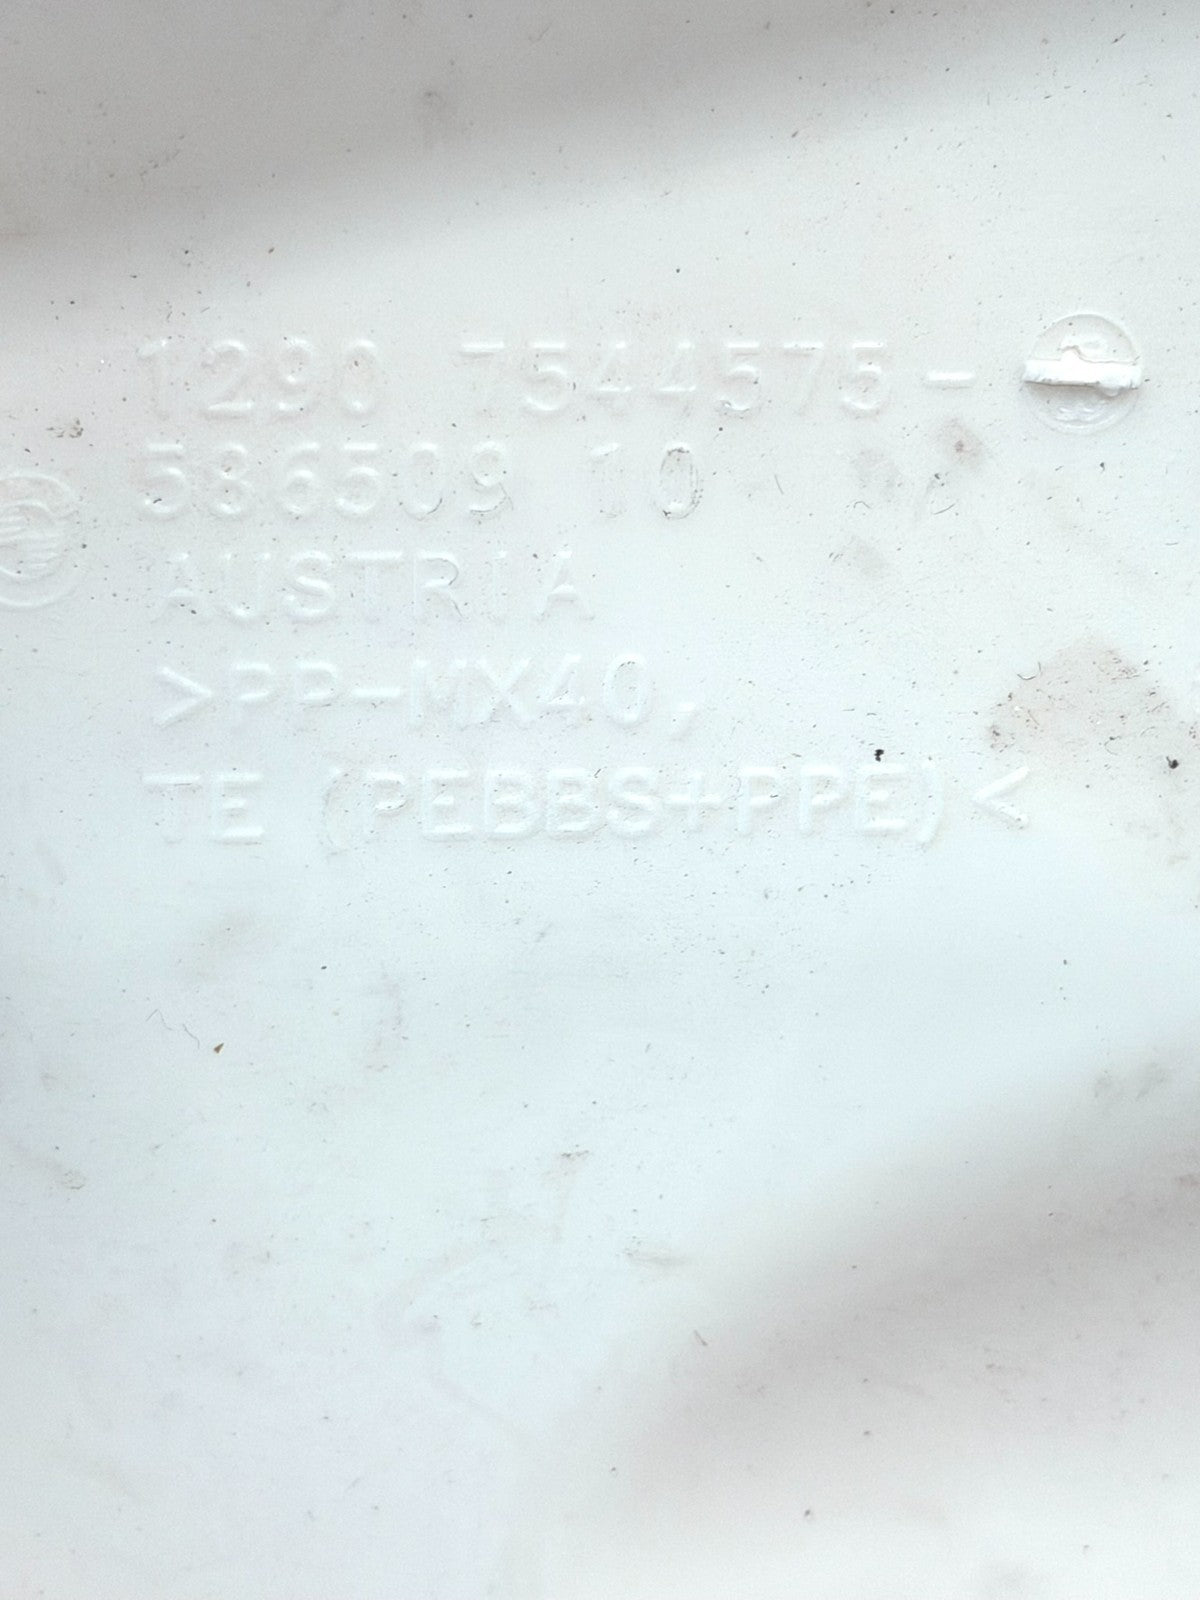 1290 7544575-
586509 10
AUSTRIA
>PP-MX40,
TE (PEBBS+PPE)<